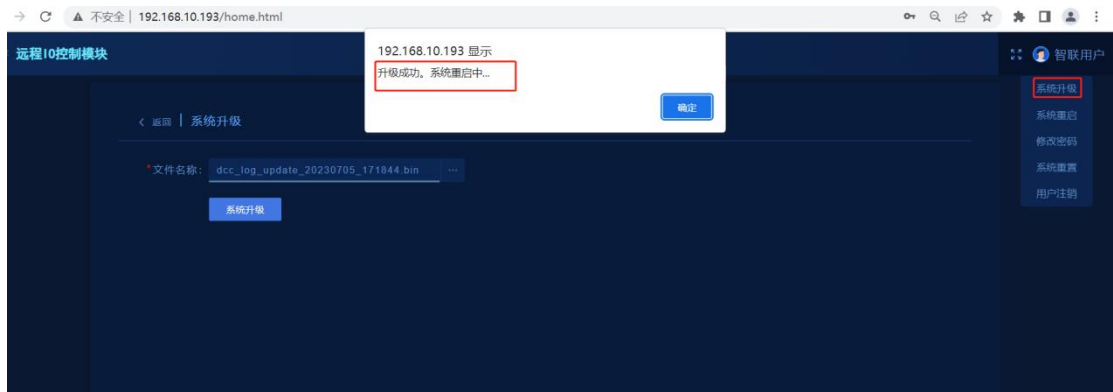 不安全 | 192.168.10.193/home.html
远程IO控制模块
192.168.10.193 显示
升级成功。系统重启中...
确定
智联用户
系统升级
系统重启
修改密码
系统重置
用户注销
< 返回 | 系统升级
*文件名称: dcc_log_update_20230705_171844.bin ...
系统升级